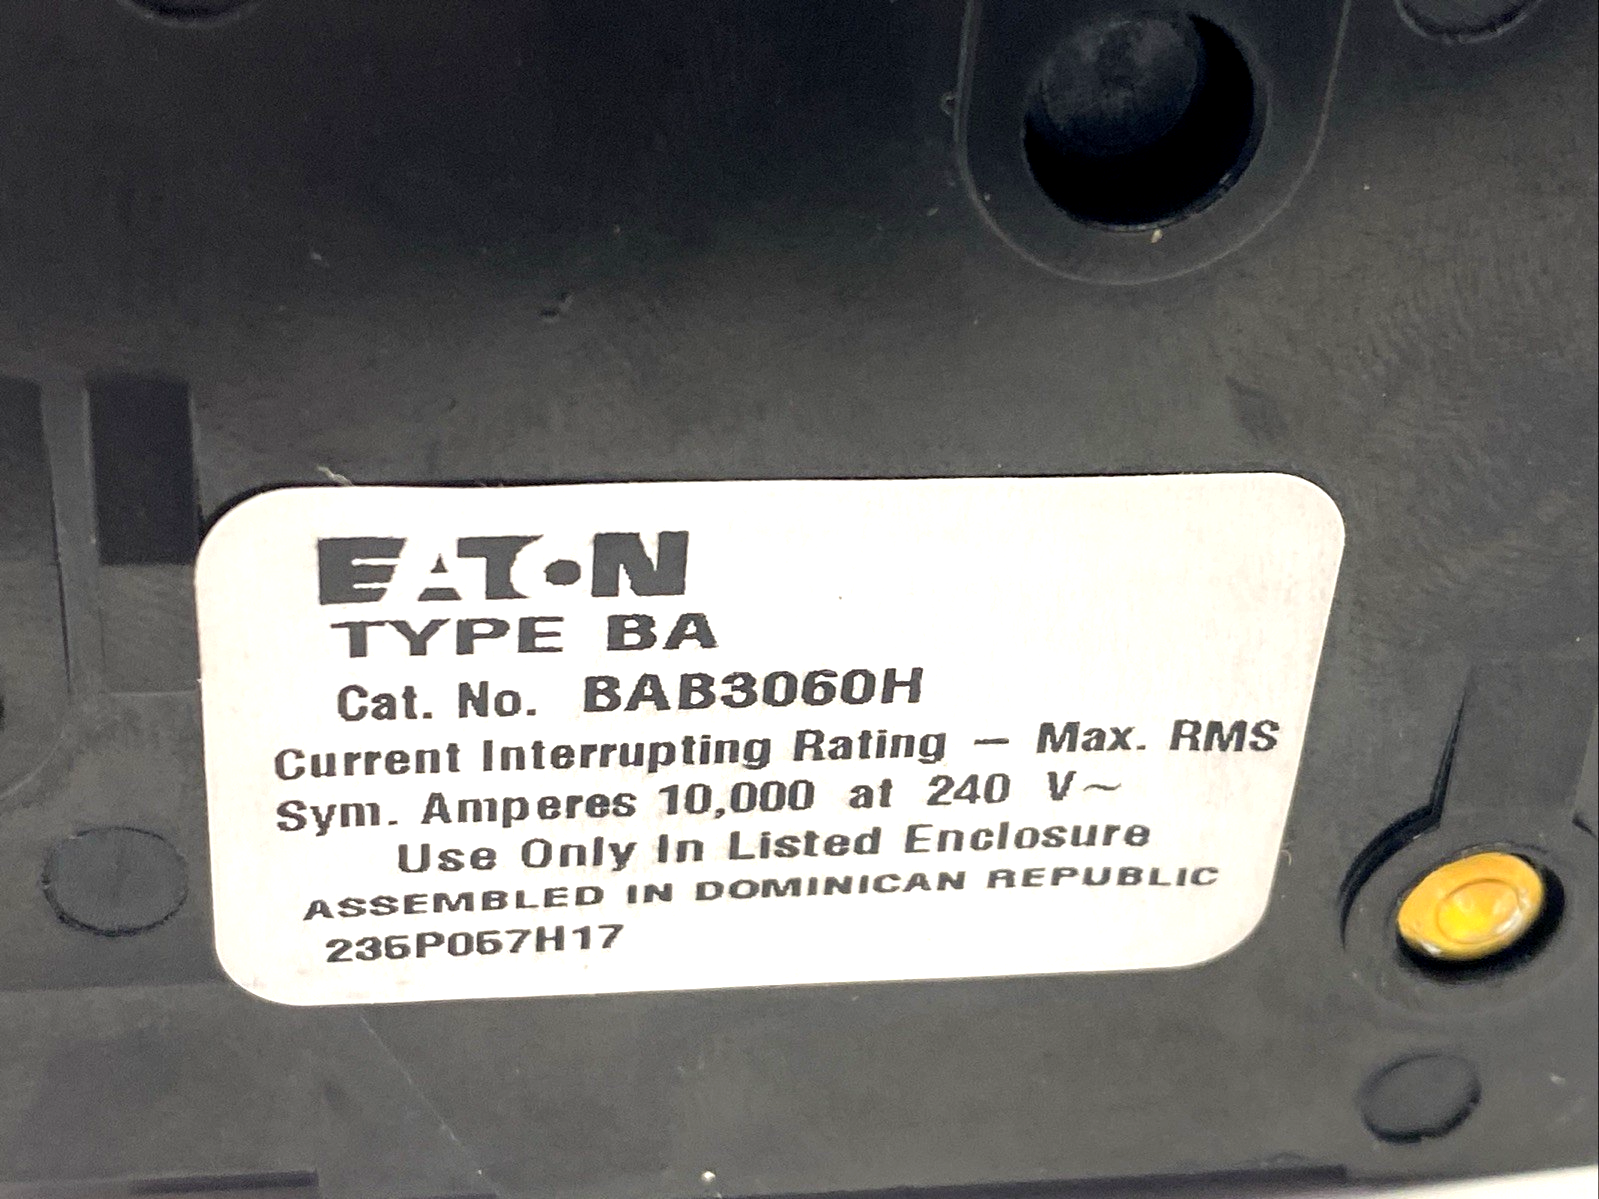 EATON
TYPE BA
Cat. No. BAB3060H
Current Interrupting Rating – Max. RMS
Sym. Amperes 10,000 at 240 V~
Use Only In Listed Enclosure
ASSEMBLED IN DOMINICAN REPUBLIC